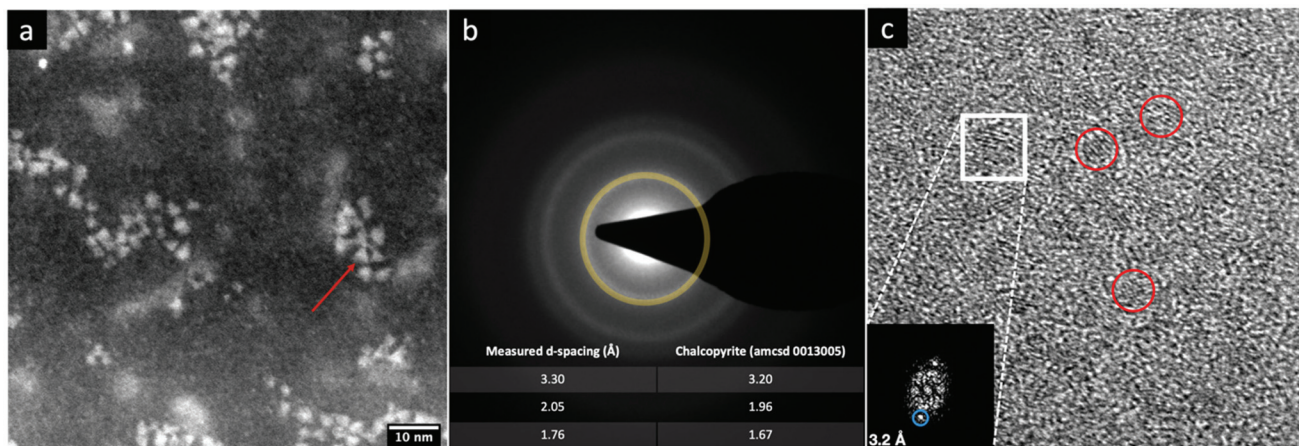 a
10 nm
b
Measured d-spacing (Å) Chalcopyrite (amcsd 0013005)
3.30 3.20
2.05 1.96
1.76 1.67
c
3.2 Å